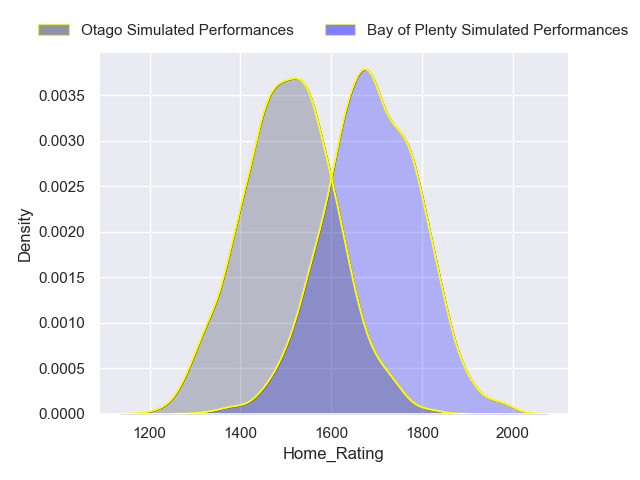 Otago Simulated Performances
Bay of Plenty Simulated Performances
0.0035
0.0030
0.0025
0.0020
0.0015
0.0010
0.0005
0.0000
Density
1200 1400 1600 1800 2000
Home_Rating